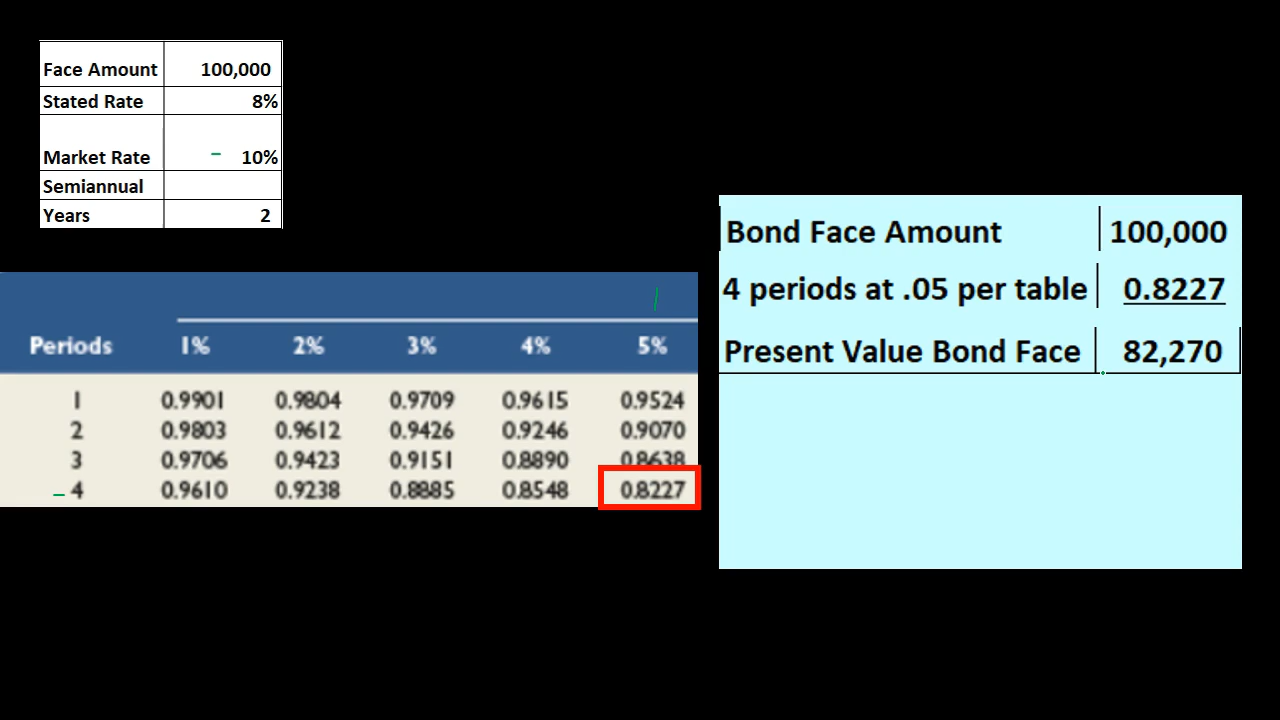 Face Amount 100,000
Stated Rate 8%
Market Rate 10%
Semiannual
Years 2
Periods 1% 2% 3% 4% 5%
1 0.9901 0.9804 0.9709 0.9615 0.9524
2 0.9803 0.9612 0.9426 0.9246 0.9070
3 0.9706 0.9423 0.9151 0.8890 0.8638
4 0.9610 0.9238 0.8885 0.8548 0.8227
Bond Face Amount 100,000
4 periods at .05 per table 0.8227
Present Value Bond Face 82,270